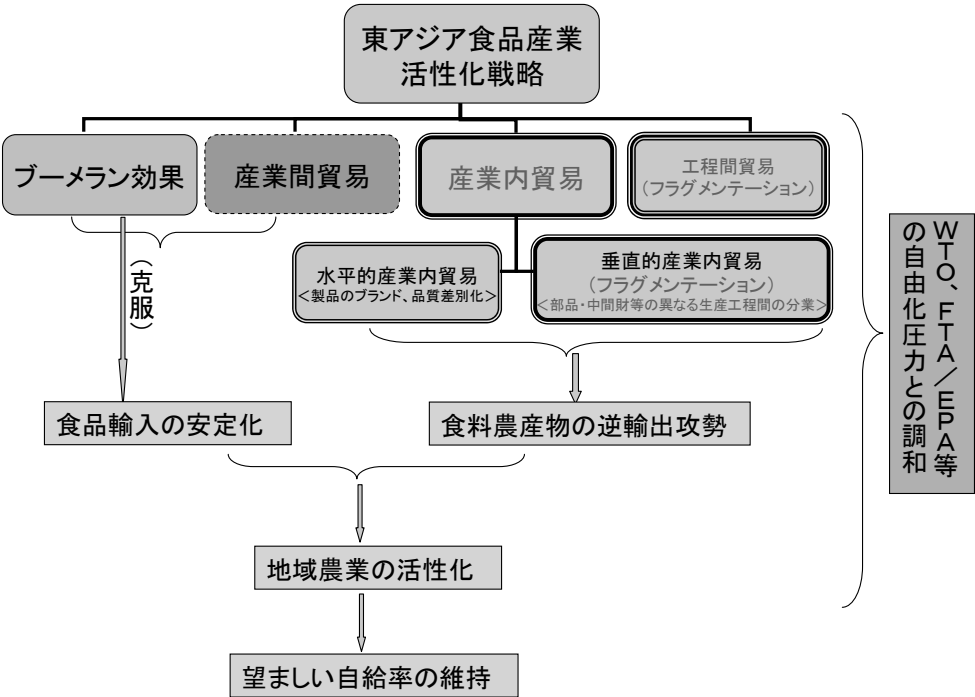 東アジア食品産業
活性化戦略
ブーメラン効果
産業間貿易
産業内貿易
工程間貿易
(フラグメンテーション)
水平的産業内貿易
<製品のブランド、品質差別化>
垂直的産業内貿易
(フラグメンテーション)
<部品・中間財等の異なる生産工程間の分業>
(克服)
食品輸入の安定化
食料農産物の逆輸出攻勢
地域農業の活性化
望ましい自給率の維持
WTO、FTA/EPA等
の自由化圧力との調和